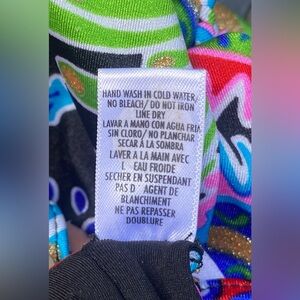 HAND WASH IN COLD WATER,
NO BLEACH/ DO NOT IRON
LINE DRY
LAVAR A MANO CON AGUA FRIA
SIN CLORO/ NO PLANCHAR
SECAR Á LA SOMBRA
LAVER A LA MAIN AVEC
L EAU FROIDE
SECHER EN SUSPENDANT
PAS D' AGENT DE
BLANCHIMENT
NE PAS REPASSER
DOUBLURE